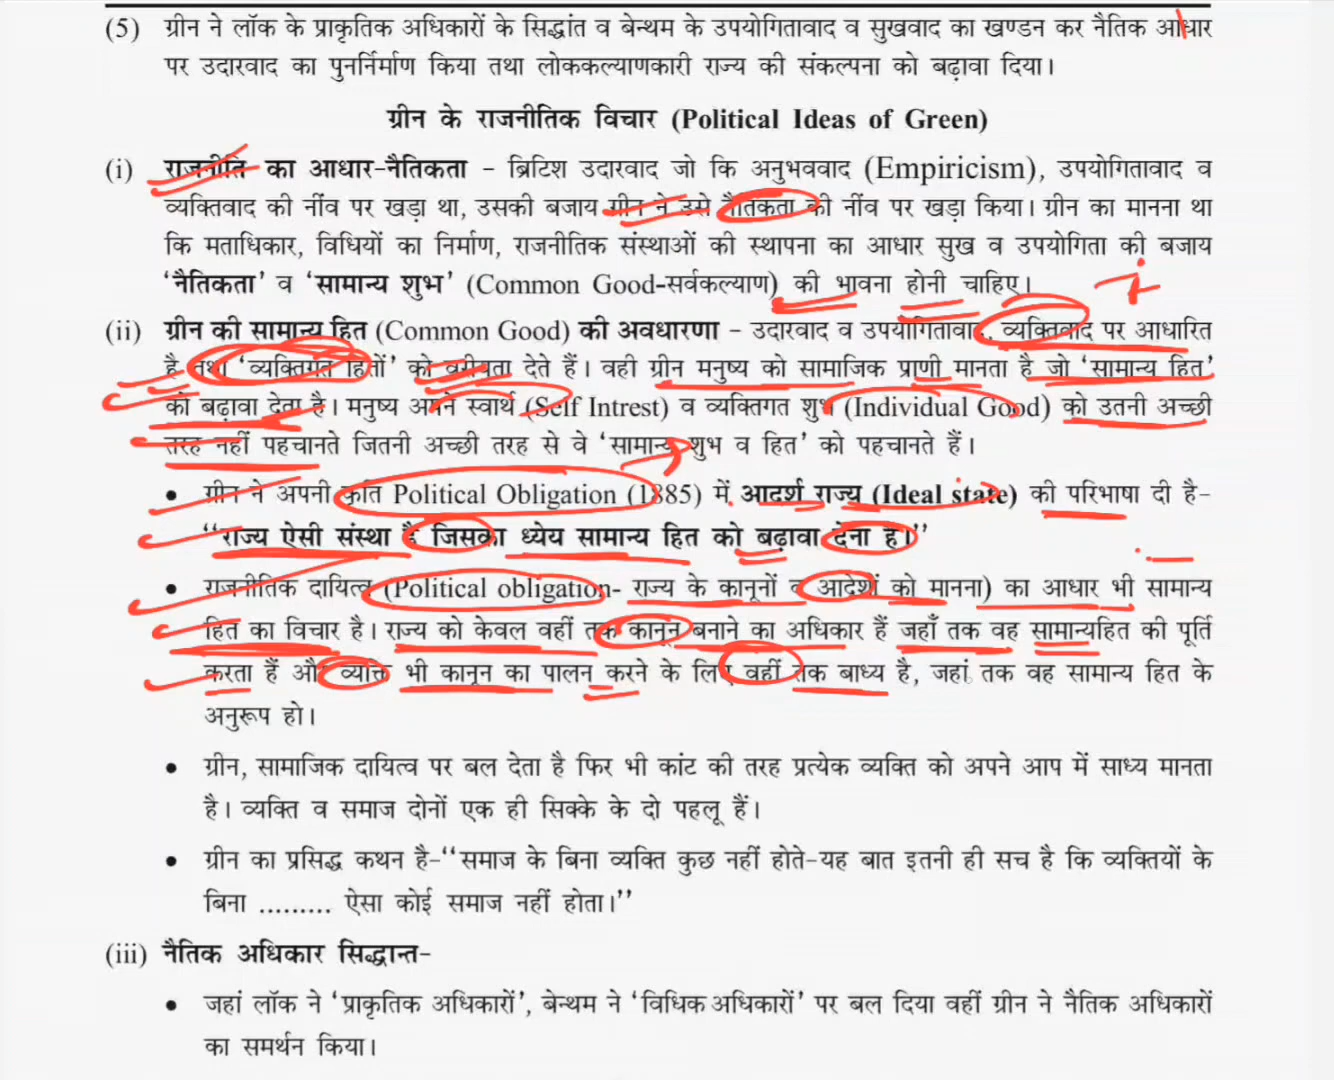 (5) ग्रीन ने लॉक के प्राकृतिक अधिकारों के सिद्धांत व बेन्थम के उपयोगितावाद व सुखवाद का खण्डन कर नैतिक आधार
पर उदारवाद का पुनर्निर्माण किया तथा लोककल्याणकारी राज्य की संकल्पना को बढ़ावा दिया।
ग्रीन के राजनीतिक विचार (Political Ideas of Green)
(i) राजनीति का आधार-नैतिकता - ब्रिटिश उदारवाद जो कि अनुभववाद (Empiricism), उपयोगितावाद व
व्यक्तिवाद की नींव पर खड़ा था, उसकी बजाय ग्रीन ने उसे नैतिकता की नींव पर खड़ा किया। ग्रीन का मानना था
कि मताधिकार, विधियों का निर्माण, राजनीतिक संस्थाओं की स्थापना का आधार सुख व उपयोगिता की बजाय
‘नैतिकता’ व ‘सामान्य शुभ’ (Common Good-सर्वकल्याण) की भावना होनी चाहिए।
(ii) ग्रीन की सामान्य हित (Common Good) की अवधारणा - उदारवाद व उपयोगितावाद, व्यक्तिवाद पर आधारित
है तथा ‘व्यक्तिगत हितों’ को वरीयता देते हैं। वही ग्रीन मनुष्य को सामाजिक प्राणी मानता है जो ‘सामान्य हित’
को बढ़ावा देता है। मनुष्य अपने स्वार्थ (Self Intrest) व व्यक्तिगत शुभ (Individual Good) को उतनी अच्छी
तरह नहीं पहचानते जितनी अच्छी तरह से वे ‘सामान्य शुभ व हित’ को पहचानते हैं।
• ग्रीन ने अपनी कृति Political Obligation (1885) में आदर्श राज्य (Ideal state) की परिभाषा दी है-
‘‘राज्य ऐसी संस्था है जिसका ध्येय सामान्य हित को बढ़ावा देना है।’’
• राजनीतिक दायित्व (Political obligation- राज्य के कानूनों व आदेशों को मानना) का आधार भी सामान्य
हित का विचार है। राज्य को केवल वहीं तक कानून बनाने का अधिकार हैं जहाँ तक वह सामान्यहित की पूर्ति
करता हैं और व्यक्ति भी कानून का पालन करने के लिए वहीं तक बाध्य है, जहां तक वह सामान्य हित के
अनुरूप हो।
• ग्रीन, सामाजिक दायित्व पर बल देता है फिर भी कांट की तरह प्रत्येक व्यक्ति को अपने आप में साध्य मानता
है। व्यक्ति व समाज दोनों एक ही सिक्के के दो पहलू हैं।
• ग्रीन का प्रसिद्ध कथन है-‘‘समाज के बिना व्यक्ति कुछ नहीं होते-यह बात इतनी ही सच है कि व्यक्तियों के
बिना ......... ऐसा कोई समाज नहीं होता।’’
(iii) नैतिक अधिकार सिद्धान्त-
• जहां लॉक ने ‘प्राकृतिक अधिकारों’, बेन्थम ने ‘विधिक अधिकारों’ पर बल दिया वहीं ग्रीन ने नैतिक अधिकारों
का समर्थन किया।